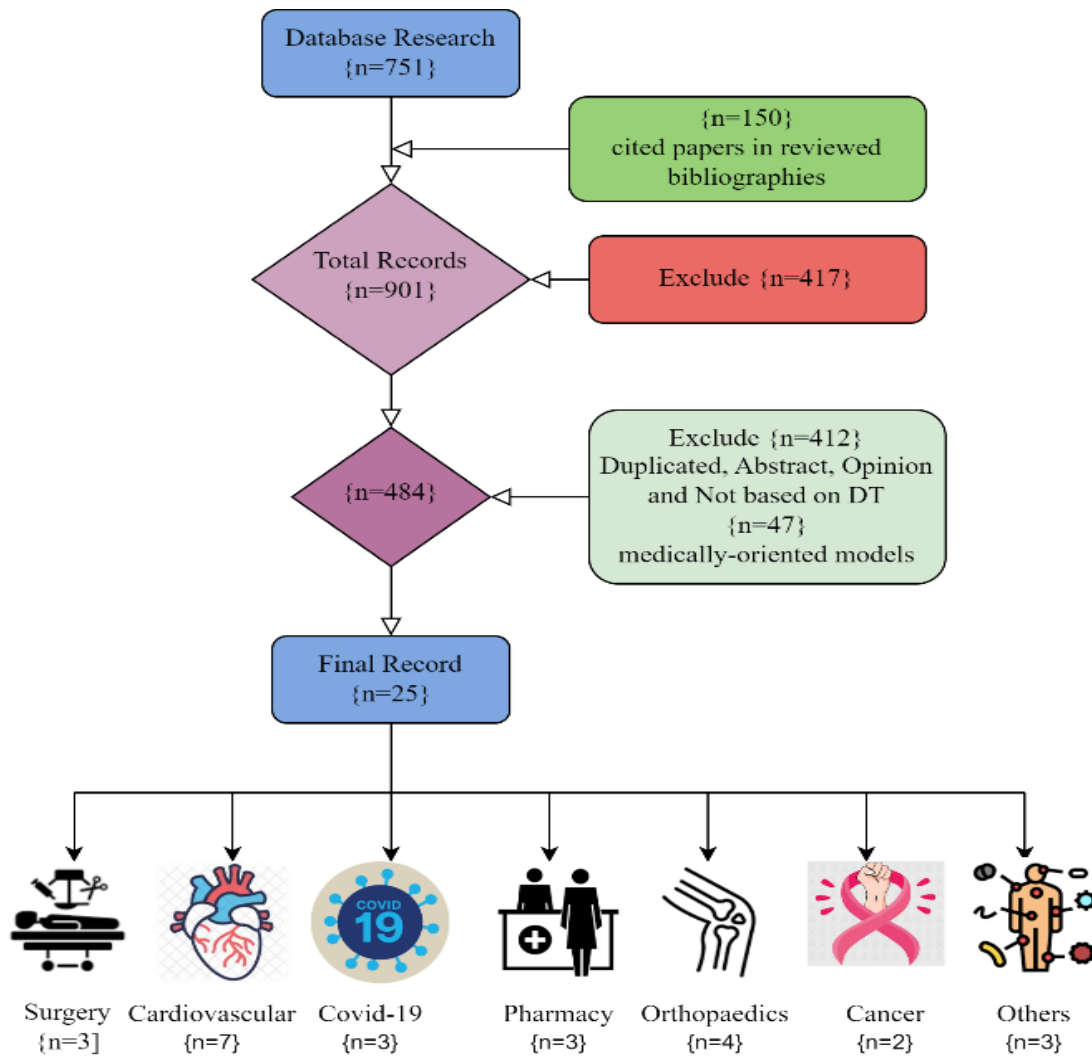 Database Research
{n=751}
{n=150}
cited papers in reviewed
bibliographies
Total Records
{n=901}
Exclude {n=417}
Exclude {n=412}
Duplicated, Abstract, Opinion
and Not based on DT
{n=47}
medically-oriented models
{n=484}
Final Record
{n=25}
COVID
19
Surgery
{n=3]
Cardiovascular
{n=7}
Covid-19
{n=3}
Pharmacy
{n=3}
Orthopaedics
{n=4}
Cancer
{n=2}
Others
{n=3}